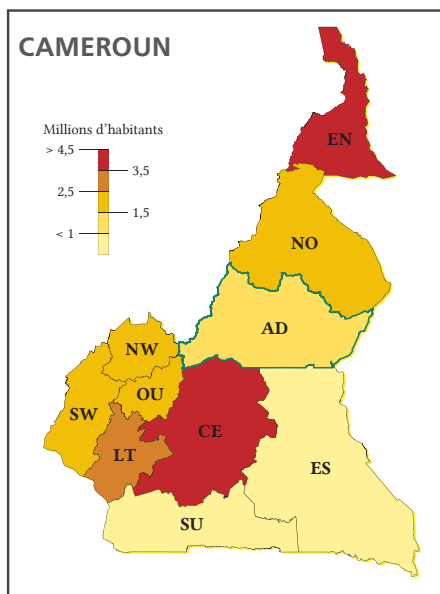 CAMEROUN
Millions d'habitants
> 4,5
3,5
2,5
1,5
< 1
EN
NO
AD
NW
OU
SW
CE
LT
ES
SU